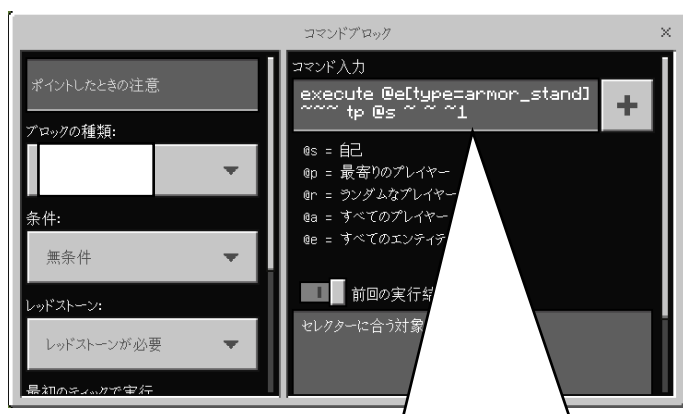 コマンドブロック
×
ポイントしたときの注意
ブロックの種類:
条件:
無条件
レッドストーン:
レッドストーンが必要
最初のティックで実行
コマンド入力
execute @e[type=armor_stand]
~~~ tp @s ~ ~ ~1
+
@s = 自己
@p = 最寄りのプレイヤー
@r = ランダムなプレイヤー
@a = すべてのプレイヤー
@e = すべてのエンティテ
前回の実行結
セレクターに合う対象